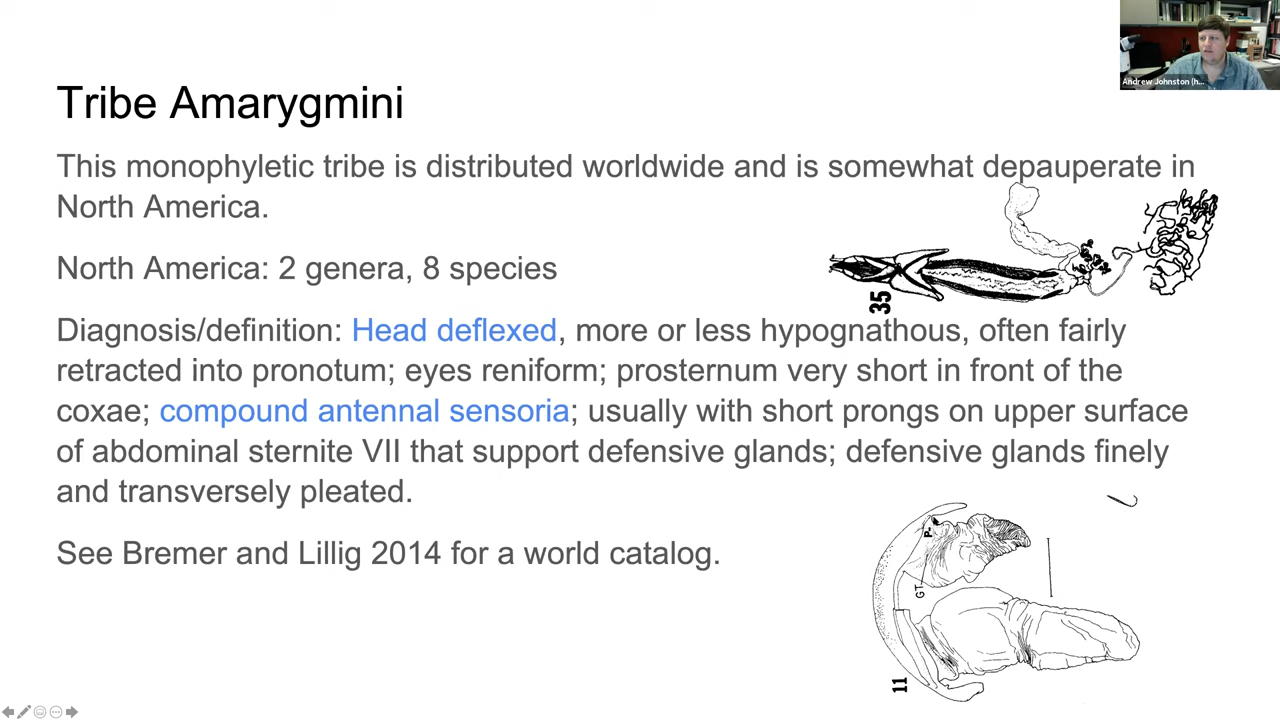 Andrew Johnston (h...
Tribe Amarygmini
This monophyletic tribe is distributed worldwide and is somewhat depauperate in
North America.
North America: 2 genera, 8 species
35
Diagnosis/definition: Head deflexed, more or less hypognathous, often fairly
retracted into pronotum; eyes reniform; prosternum very short in front of the
coxae; compound antennal sensoria; usually with short prongs on upper surface
of abdominal sternite VII that support defensive glands; defensive glands finely
and transversely pleated.
See Bremer and Lillig 2014 for a world catalog.
P.
GT
11